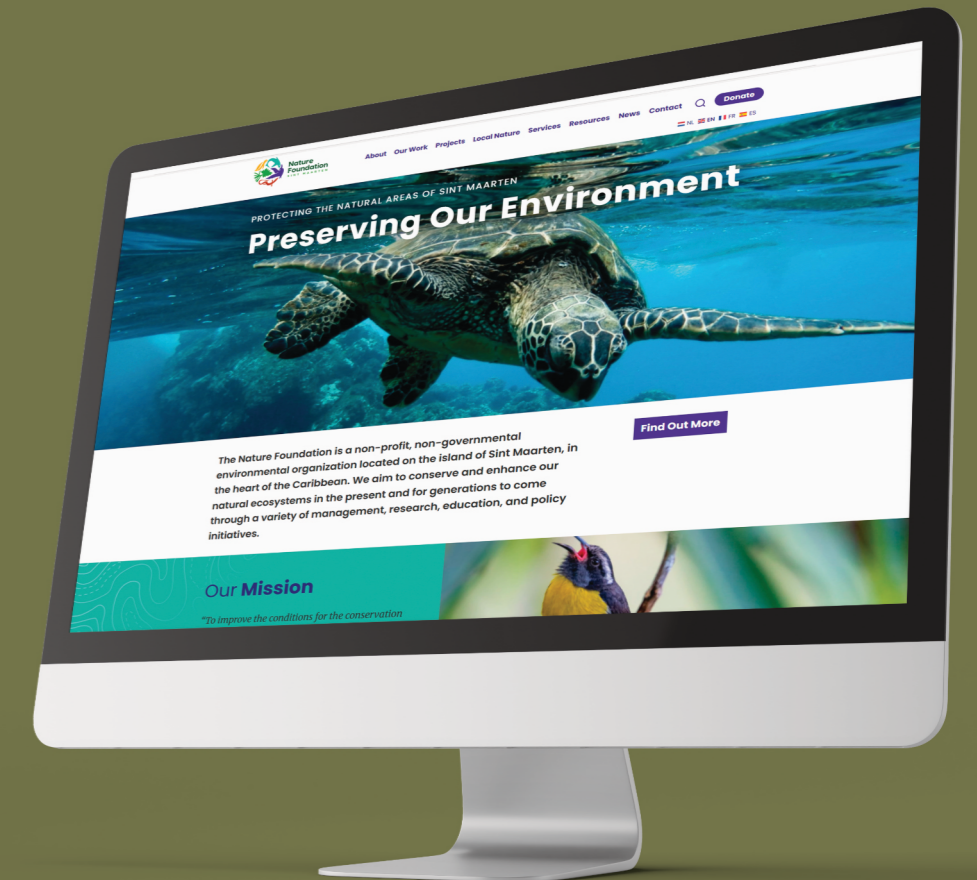 Nature
Foundation
SINT MAARTEN
About Our Work Projects Local Nature Services Resources News Contact Donate
NL EN FR ES
PROTECTING THE NATURAL AREAS OF SINT MAARTEN
Preserving Our Environment
The Nature Foundation is a non-profit, non-governmental
environmental organization located on the island of Sint Maarten, in
the heart of the Caribbean. We aim to conserve and enhance our
natural ecosystems in the present and for generations to come
through a variety of management, research, education, and policy
initiatives.
Find Out More
Our Mission
"To improve the conditions for the conservation